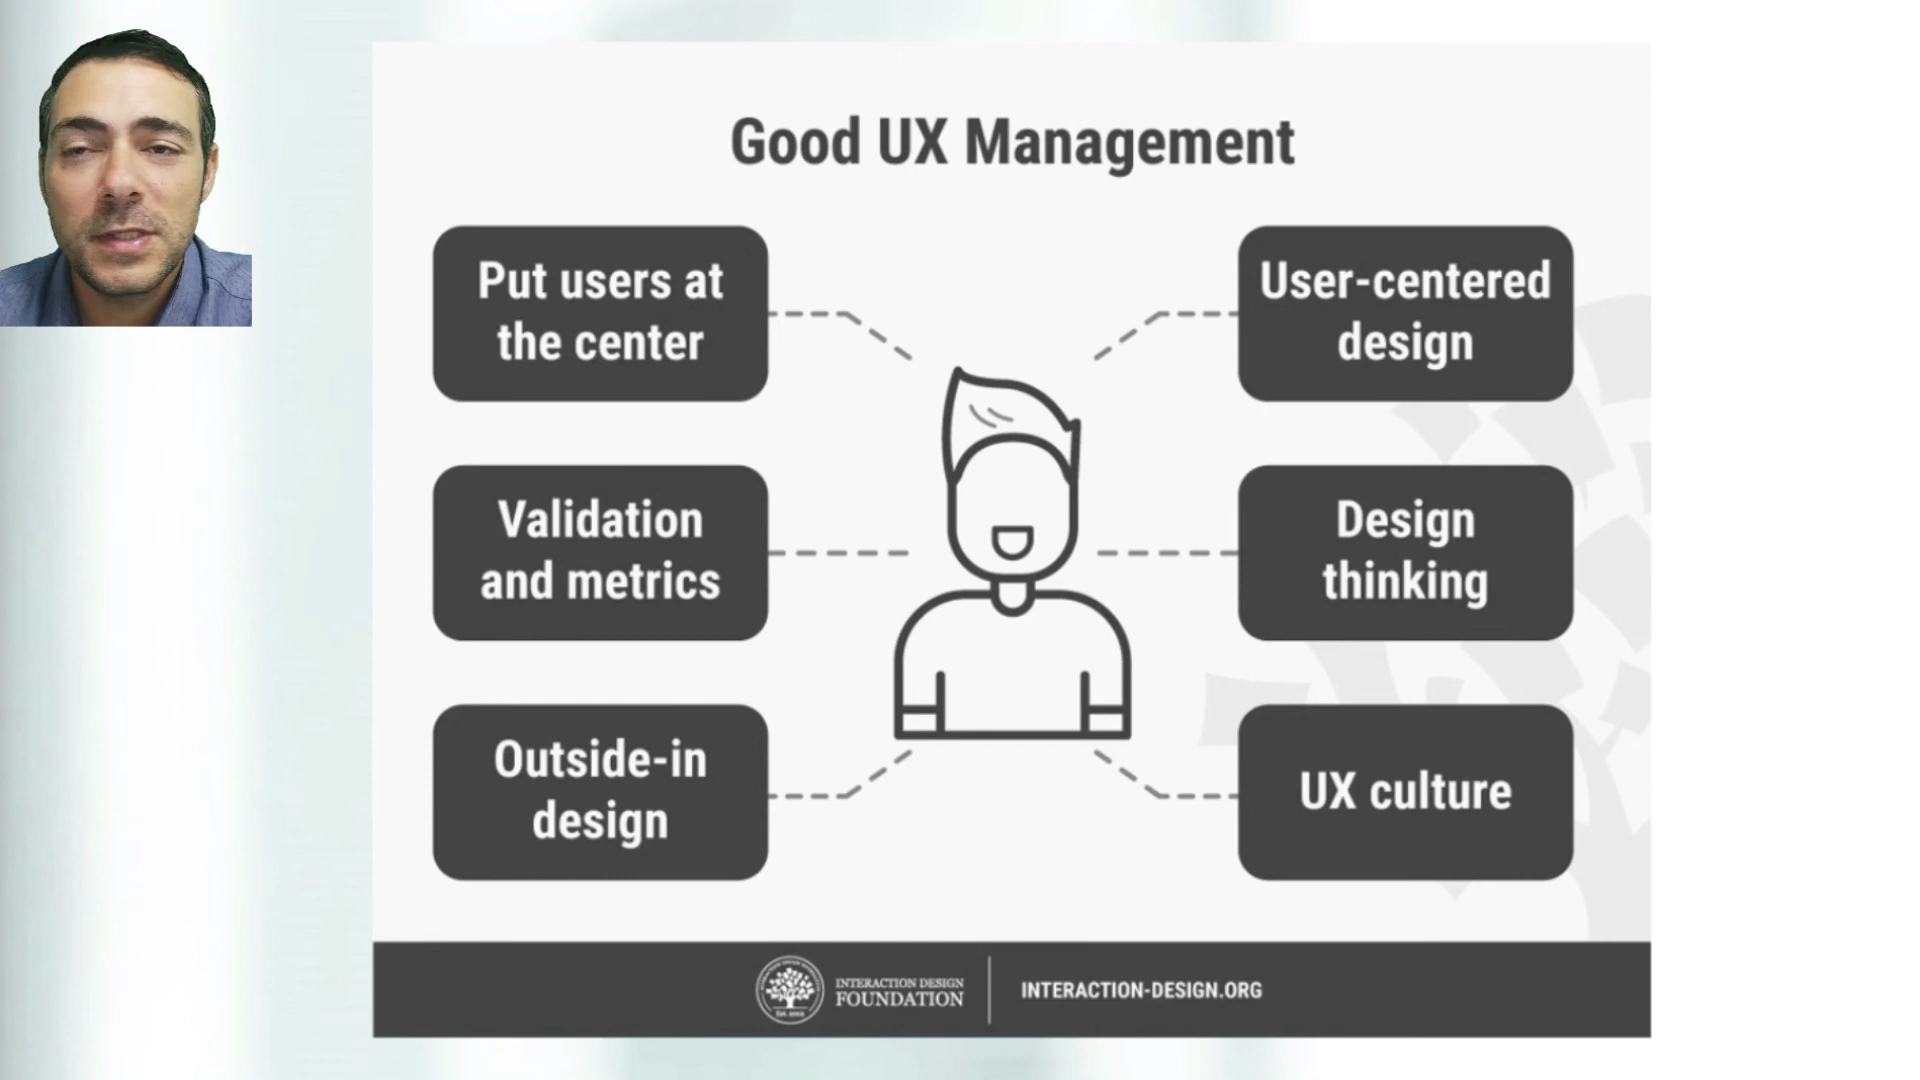 Good UX Management
Put users at
the center
User-centered
design
Validation
and metrics
Design
thinking
Outside-in
design
UX culture
INTERACTION DESIGN
FOUNDATION
INTERACTION-DESIGN.ORG